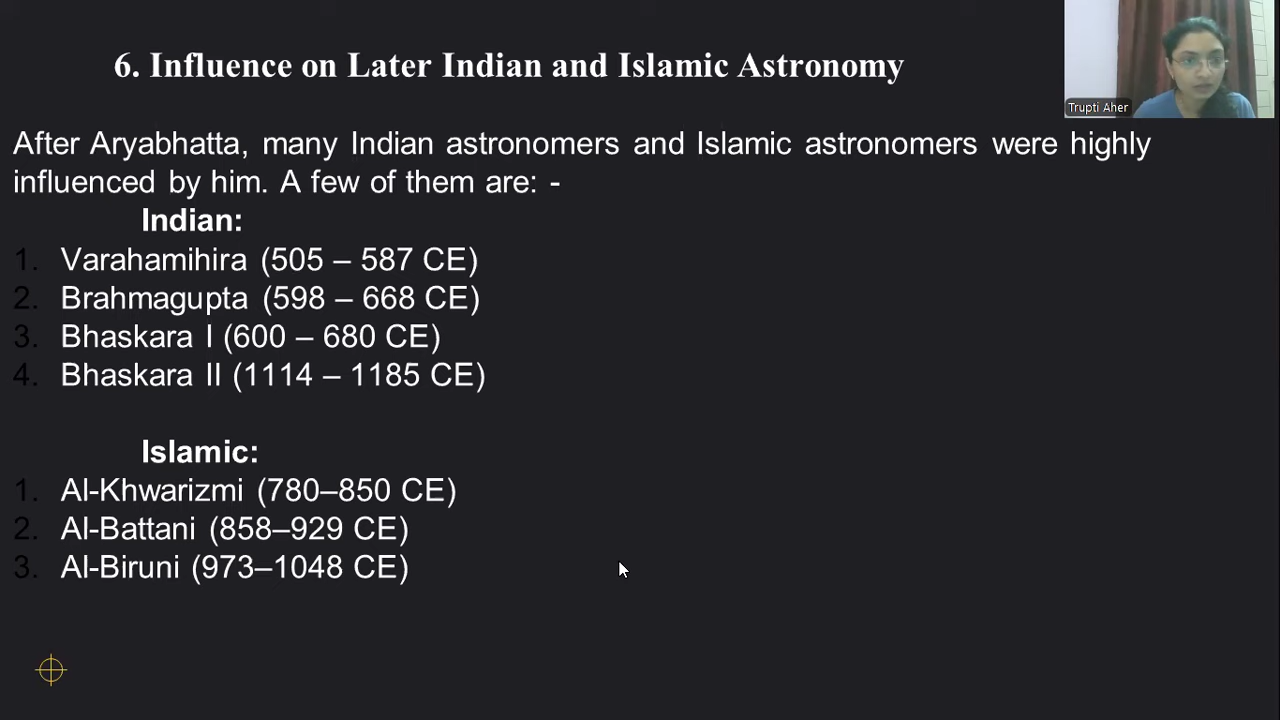 6. Influence on Later Indian and Islamic Astronomy
Trupti Aher
After Aryabhatta, many Indian astronomers and Islamic astronomers were highly
influenced by him. A few of them are: -
Indian:
1. Varahamihira (505 – 587 CE)
2. Brahmagupta (598 – 668 CE)
3. Bhaskara I (600 – 680 CE)
4. Bhaskara II (1114 – 1185 CE)
Islamic:
1. Al-Khwarizmi (780–850 CE)
2. Al-Battani (858–929 CE)
3. Al-Biruni (973–1048 CE)